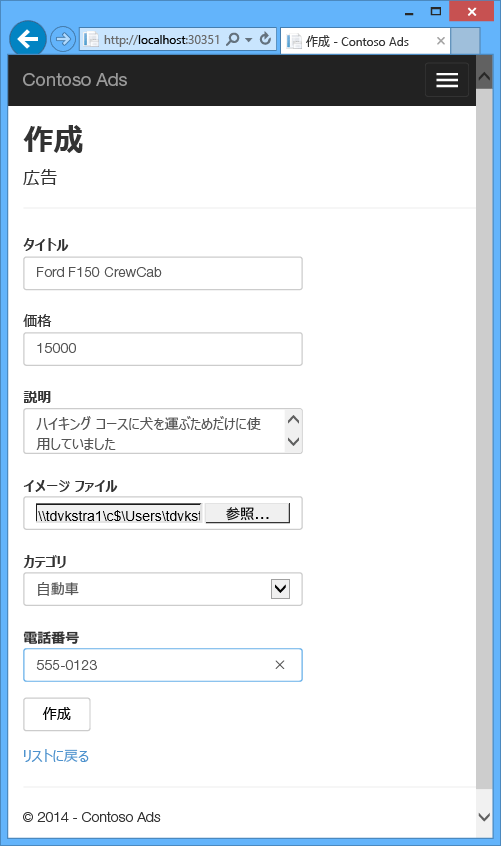 http://localhost:30351
作成 - Contoso Ads
Contoso Ads
作成
広告
タイトル
Ford F150 CrewCab
価格
15000
説明
ハイキング コースに犬を運ぶためだけに使
用していました
イメージ ファイル
\\tdvkstra1\c$\Users\tdvkst 参照...
カテゴリ
自動車
電話番号
555-0123
作成
リストに戻る
© 2014 - Contoso Ads